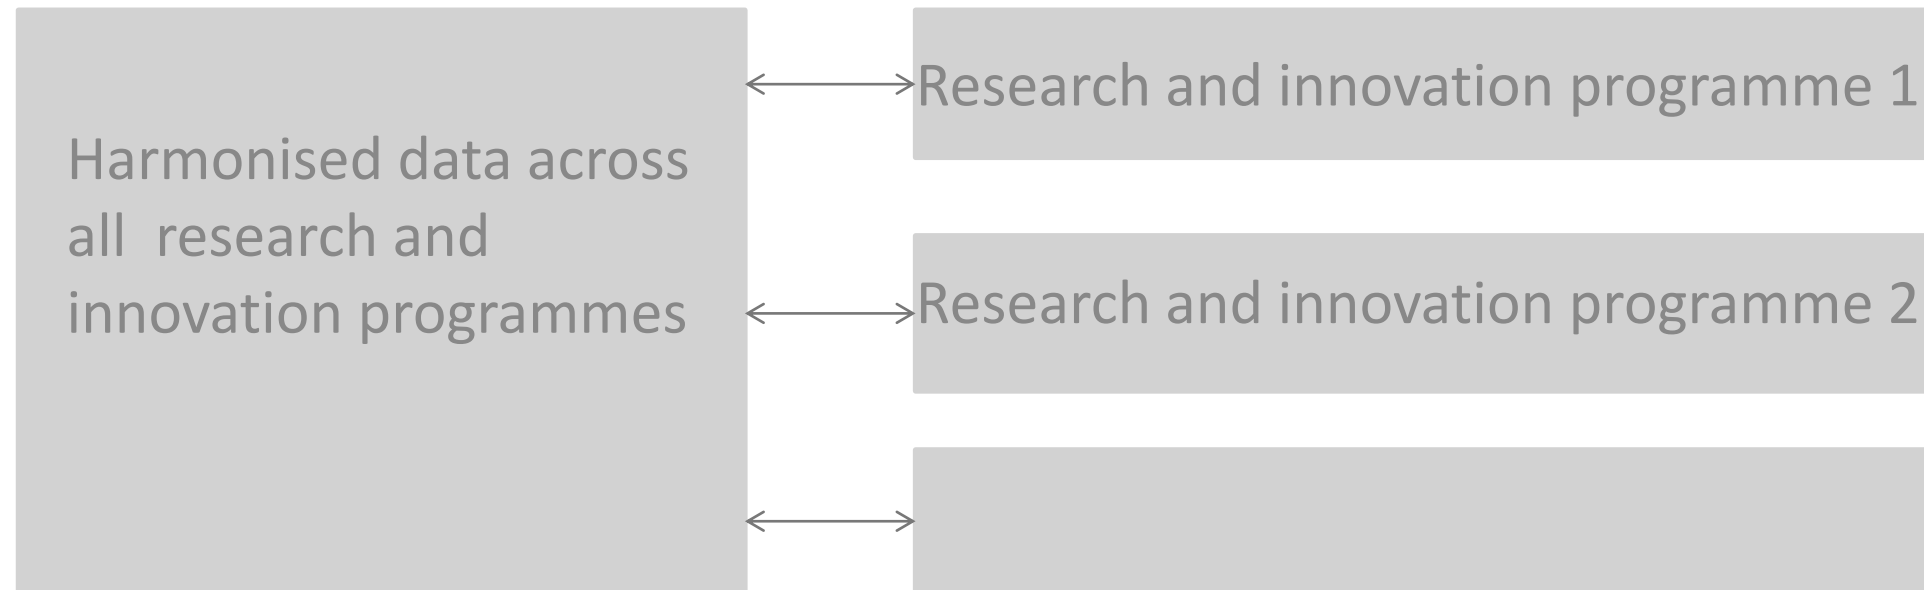 Harmonised data across
all  research and
innovation programmes
Research and innovation programme 1
Research and innovation programme 2